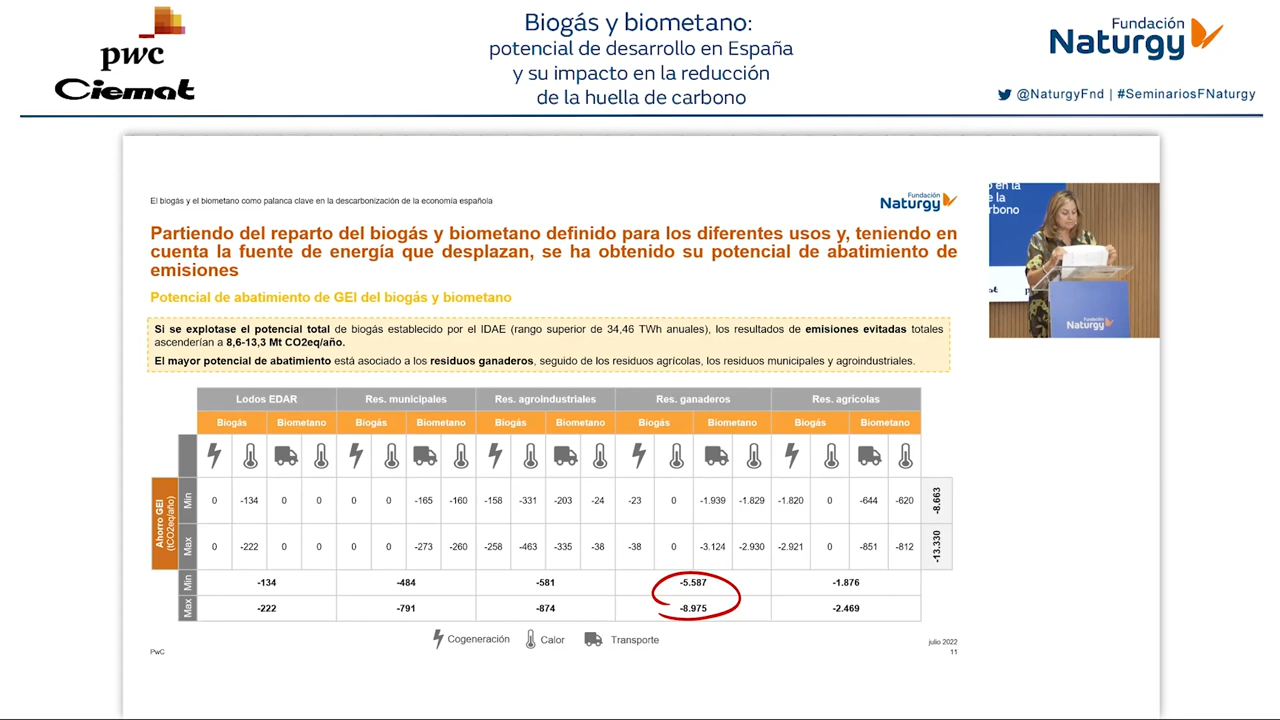 pwc
Ciemat
Biogás y biometano:
potencial de desarrollo en España
y su impacto en la reducción
de la huella de carbono
Fundación
Naturgy
@NaturgyFnd | #SeminariosFNaturgy
El biogás y el biometano como palanca clave en la descarbonización de la economía española
Fundación
Naturgy
Partiendo del reparto del biogás y biometano definido para los diferentes usos y, teniendo en
cuenta la fuente de energía que desplazan, se ha obtenido su potencial de abatimiento de
emisiones
Potencial de abatimiento de GEI del biogás y biometano
Si se explotase el potencial total de biogás establecido por el IDAE (rango superior de 34,46 TWh anuales), los resultados de emisiones evitadas totales
ascenderían a 8,6-13,3 Mt CO2eq/año.
El mayor potencial de abatimiento está asociado a los residuos ganaderos, seguido de los residuos agrícolas, los residuos municipales y agroindustriales.
Lodos EDAR Res. municipales Res. agroindustriales Res. ganaderos Res. agrícolas
Biogás Biometano Biogás Biometano Biogás Biometano Biogás Biometano Biogás Biometano
Ahorro GEI
(tCO2eq/año)
Min 0 -134 0 0 0 0 -165 -160 -158 -331 -203 -24 -23 0 -1.939 -1.829 -1.820 0 -644 -620 -8.663
Max 0 -222 0 0 0 0 -273 -260 -258 -463 -335 -38 -38 0 -3.124 -2.930 -2.921 0 -851 -812 -13.330
Min -134 -484 -581 -5.587 -1.876
Max -222 -791 -874 -8.975 -2.469
Cogeneración Calor Transporte
PwC
julio 2022
11
o en la
e la
rbono
Naturgy